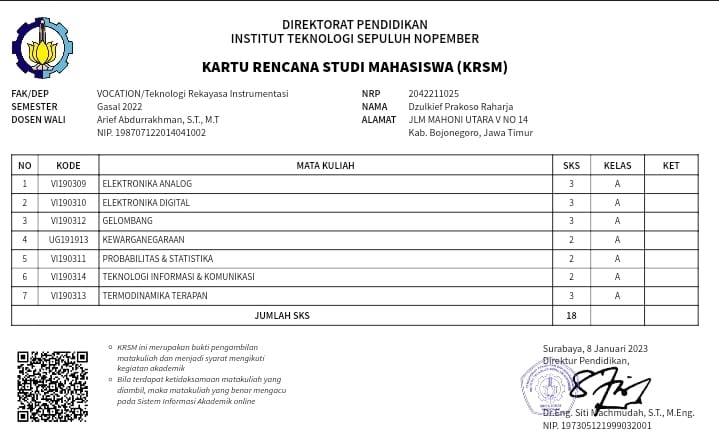 DIREKTORAT PENDIDIKAN
INSTITUT TEKNOLOGI SEPULUH NOPEMBER
KARTU RENCANA STUDI MAHASISWA (KRSM)
FAK/DEP VOCATION/Teknologi Rekayasa Instrumentasi NRP 2042211025
SEMESTER Gasal 2022 NAMA Dzulkief Prakoso Raharja
DOSEN WALI Arief Abdurrakhman, S.T., M.T ALAMAT JLM MAHONI UTARA V NO 14
NIP. 198707122014041002 Kab. Bojonegoro, Jawa Timur
NO KODE MATA KULIAH SKS KELAS KET
1 VI190309 ELEKTRONIKA ANALOG 3 A
2 VI190310 ELEKTRONIKA DIGITAL 3 A
3 VI190312 GELOMBANG 3 A
4 UG191913 KEWARGANEGARAAN 2 A
5 VI190311 PROBABILITAS & STATISTIKA 2 A
6 VI190314 TEKNOLOGI INFORMASI & KOMUNIKASI 2 A
7 VI190313 TERMODINAMIKA TERAPAN 3 A
JUMLAH SKS 18
KRSM ini merupakan bukti pengambilan
matakuliah dan menjadi syarat mengikuti
kegiatan akademik
Bila terdapat ketidaksamaan matakuliah yang
diambil, maka matakuliah yang benar mengacu
pada Sistem Informasi Akademik online
Surabaya, 8 Januari 2023
Direktur Pendidikan,
Dr.Eng. Siti Machmudah, S.T., M.Eng.
NIP. 197305121999032001